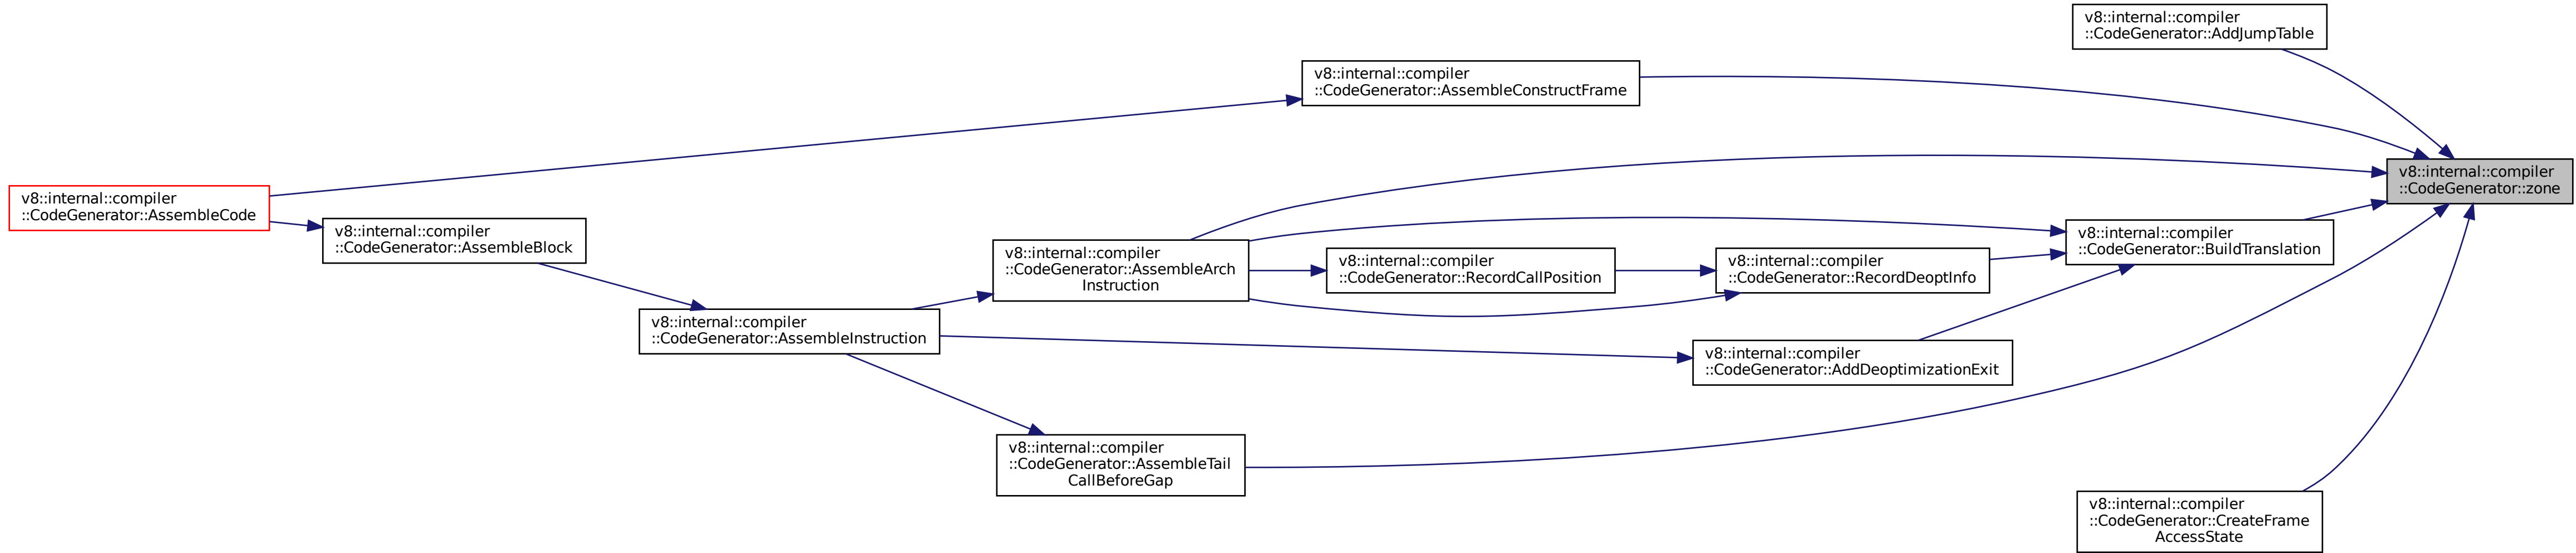 v8::internal::compiler
::CodeGenerator::AddJumpTable
v8::internal::compiler
::CodeGenerator::AssembleConstructFrame
v8::internal::compiler
::CodeGenerator::zone
v8::internal::compiler
::CodeGenerator::AssembleCode
v8::internal::compiler
::CodeGenerator::AssembleBlock
v8::internal::compiler
::CodeGenerator::BuildTranslation
v8::internal::compiler
::CodeGenerator::AssembleArch
Instruction
v8::internal::compiler
::CodeGenerator::RecordCallPosition
v8::internal::compiler
::CodeGenerator::RecordDeoptInfo
v8::internal::compiler
::CodeGenerator::AssembleInstruction
v8::internal::compiler
::CodeGenerator::AddDeoptimizationExit
v8::internal::compiler
::CodeGenerator::AssembleTail
CallBeforeGap
v8::internal::compiler
::CodeGenerator::CreateFrame
AccessState